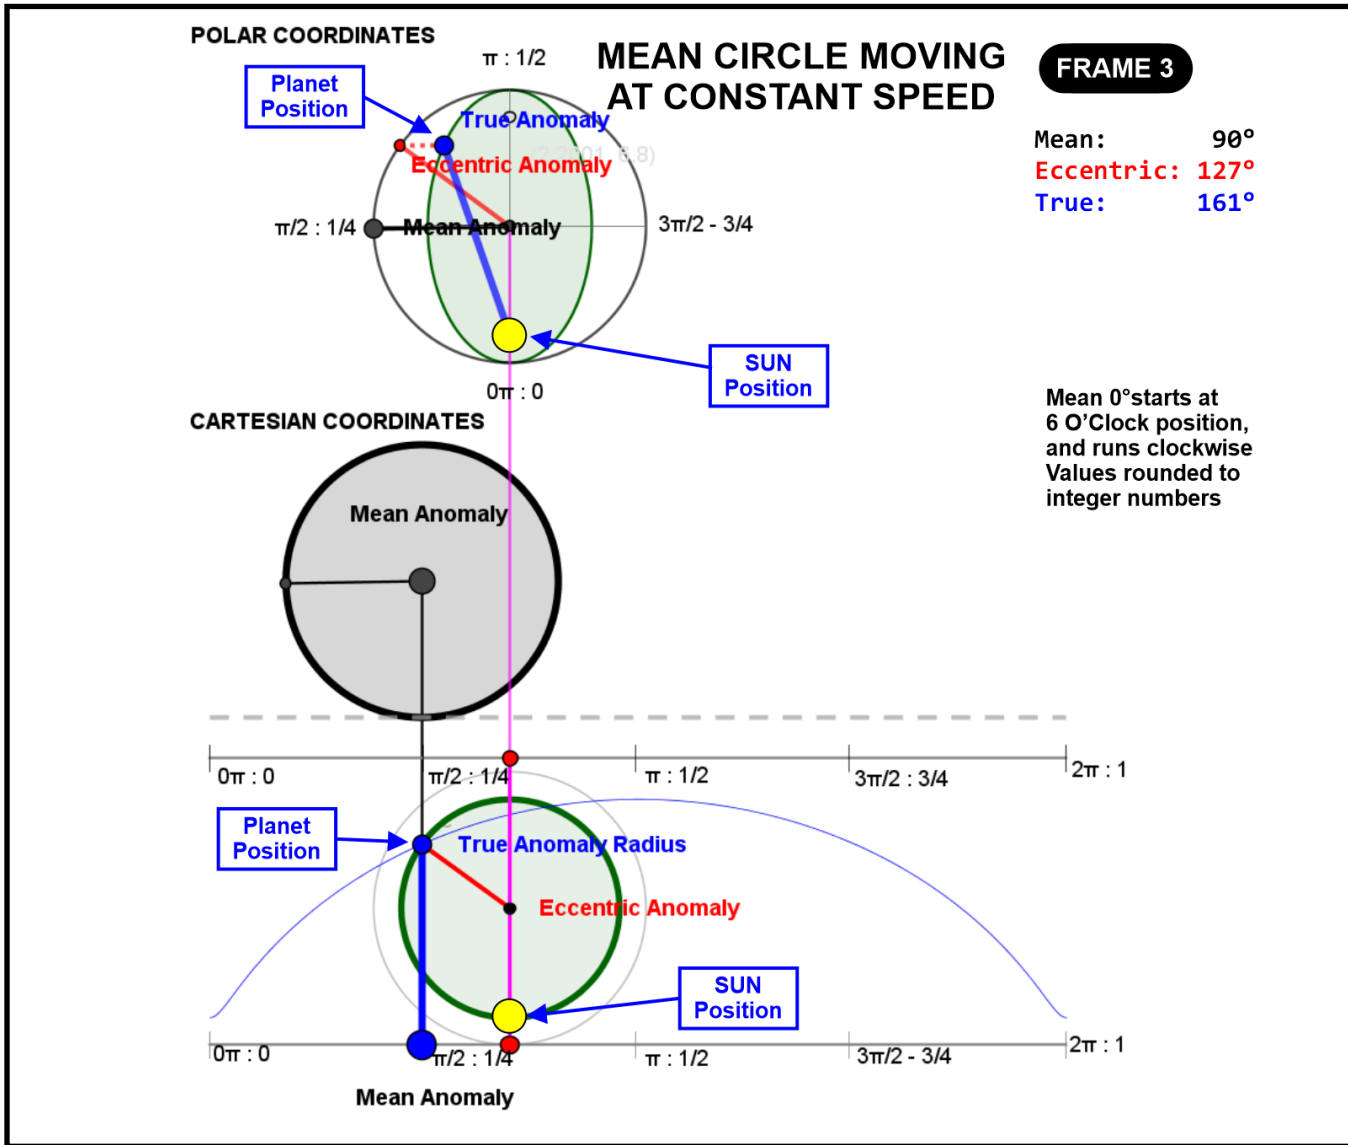 POLAR COORDINATES
π : 1/2
MEAN CIRCLE MOVING
AT CONSTANT SPEED
FRAME 3
Planet
Position
True Anomaly
Eccentric Anomaly
Mean: 90°
Eccentric: 127°
True: 161°
π/2 : 1/4
Mean Anomaly
3π/2 - 3/4
SUN
Position
0π : 0
Mean 0°starts at
6 O’Clock position,
and runs clockwise
Values rounded to
integer numbers
CARTESIAN COORDINATES
Mean Anomaly
0π : 0
π/2 : 1/4
π : 1/2
3π/2 : 3/4
2π : 1
Planet
Position
True Anomaly Radius
Eccentric Anomaly
SUN
Position
0π : 0
π/2 : 1/4
π : 1/2
3π/2 - 3/4
2π : 1
Mean Anomaly